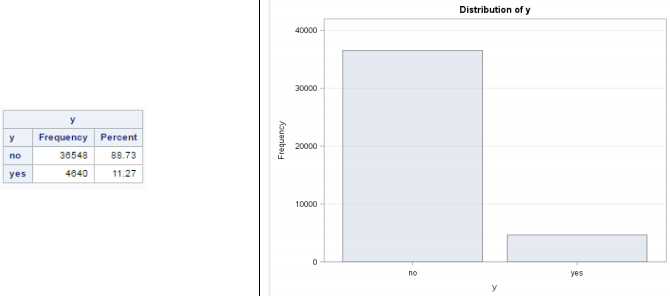 y
y Frequency Percent
no 36548 88.73
yes 4640 11.27
Distribution of y
40000
30000
20000
10000
0
Frequency
no yes
y